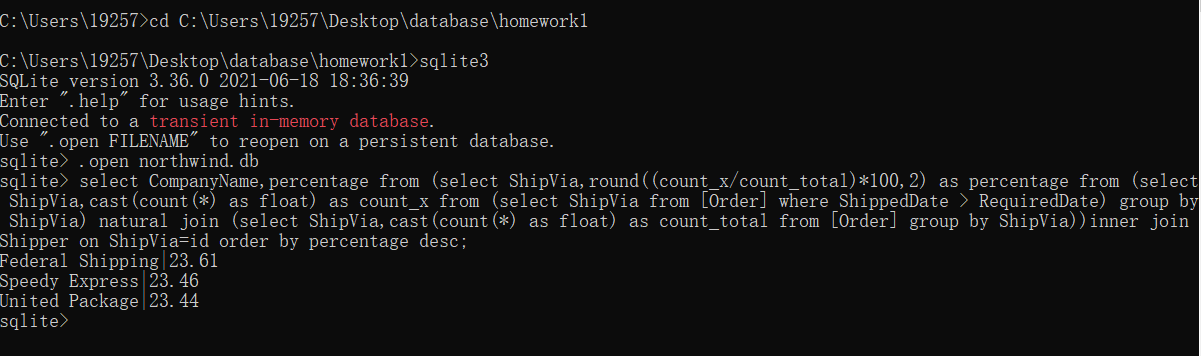 C:\Users\19257>cd C:\Users\19257\Desktop\database\homework1
C:\Users\19257\Desktop\database\homework1>sqlite3
SQLite version 3.36.0 2021-06-18 18:36:39
Enter ".help" for usage hints.
Connected to a transient in-memory database.
Use ".open FILENAME" to reopen on a persistent database.
sqlite> .open northwind.db
sqlite> select CompanyName,percentage from (select ShipVia,round((count_x/count_total)*100,2) as percentage from (select
 ShipVia,cast(count(*) as float) as count_x from (select ShipVia from [Order] where ShippedDate > RequiredDate) group by
 ShipVia) natural join (select ShipVia,cast(count(*) as float) as count_total from [Order] group by ShipVia))inner join
Shipper on ShipVia=id order by percentage desc;
Federal Shipping|23.61
Speedy Express|23.46
United Package|23.44
sqlite>